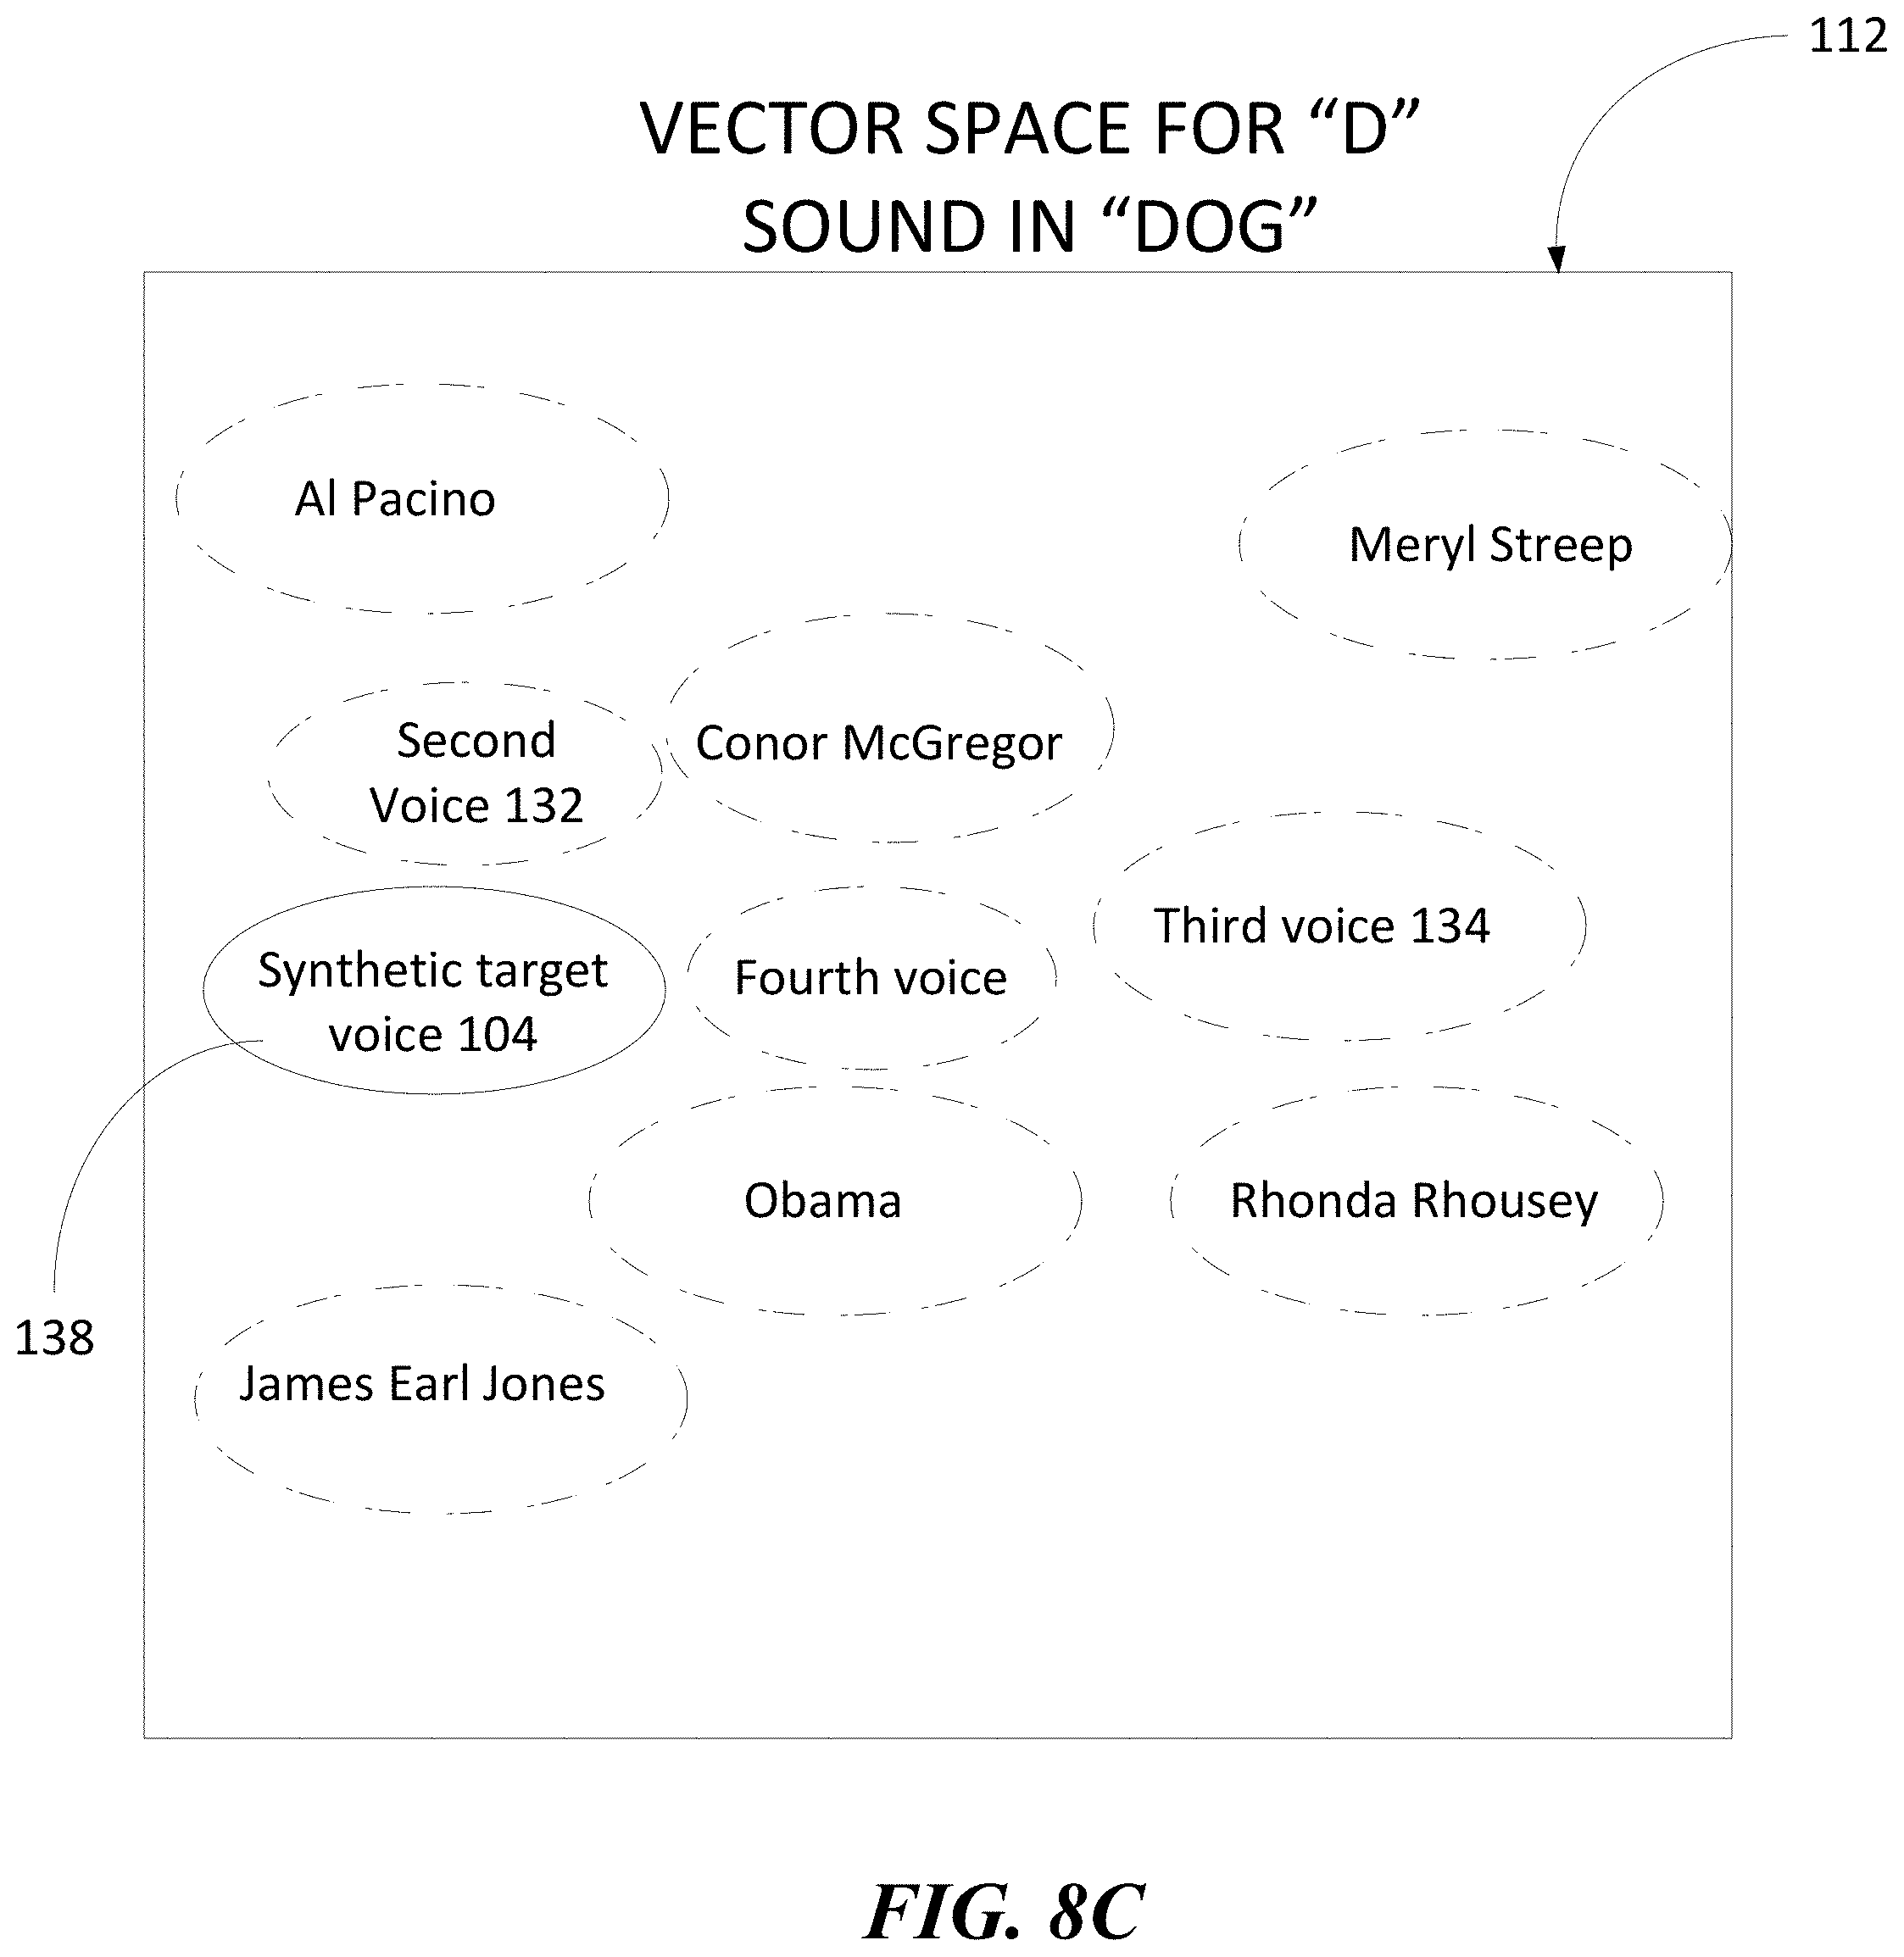 112
VECTOR SPACE FOR “D”
SOUND IN “DOG”
Al Pacino
Meryl Streep
Second
Voice 132
Conor McGregor
Third voice 134
Synthetic target
voice 104
Fourth voice
Obama
Rhonda Rhousey
138
James Earl Jones
FIG. 8C